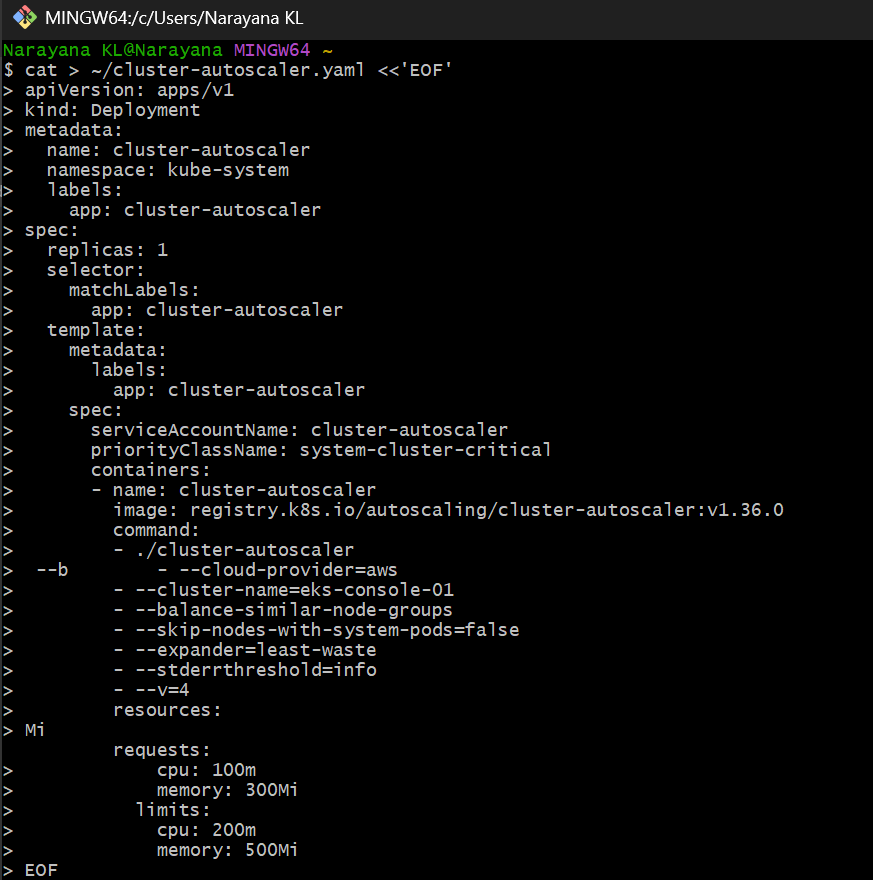 MINGW64:/c/Users/Narayana KL
Narayana KL@Narayana MINGW64 ~
$ cat > ~/cluster-autoscaler.yaml <<'EOF'
> apiVersion: apps/v1
> kind: Deployment
> metadata:
>   name: cluster-autoscaler
>   namespace: kube-system
>   labels:
>     app: cluster-autoscaler
> spec:
>   replicas: 1
>   selector:
>     matchLabels:
>       app: cluster-autoscaler
>   template:
>     metadata:
>       labels:
>         app: cluster-autoscaler
>     spec:
>       serviceAccountName: cluster-autoscaler
>       priorityClassName: system-cluster-critical
>       containers:
>       - name: cluster-autoscaler
>         image: registry.k8s.io/autoscaling/cluster-autoscaler:v1.36.0
>         command:
>         - ./cluster-autoscaler
>  --b        - --cloud-provider=aws
>         - --cluster-name=eks-console-01
>         - --balance-similar-node-groups
>         - --skip-nodes-with-system-pods=false
>         - --expander=least-waste
>         - --stderrthreshold=info
>         - --v=4
>         resources:
> Mi
          requests:
>             cpu: 100m
>             memory: 300Mi
>           limits:
>             cpu: 200m
>             memory: 500Mi
> EOF